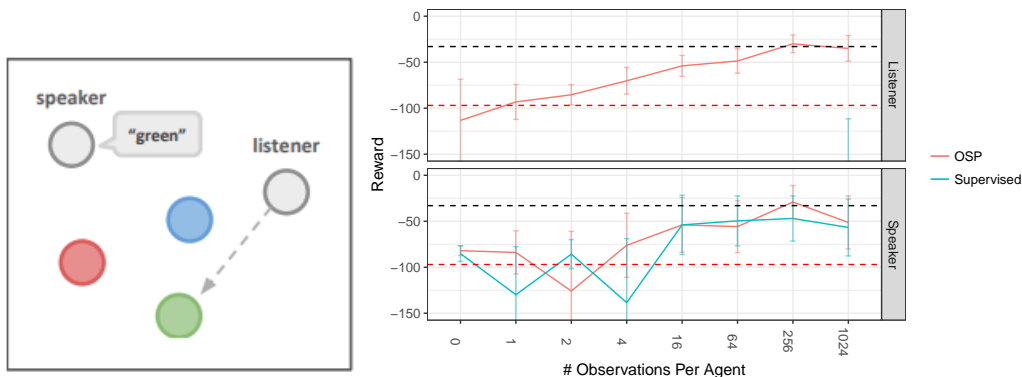 speaker
"green"
listener
Reward
0
−50
−100
−150
Listener
0
−50
−100
−150
Speaker
0
1
2
4
16
64
256
1024
# Observations Per Agent
OSP
Supervised